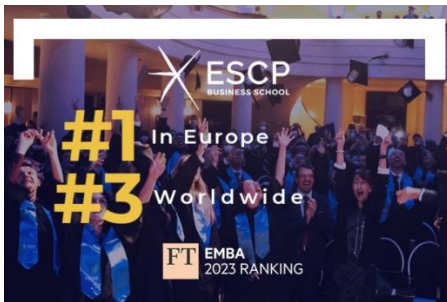 ESCP
BUSINESS SCHOOL
#1 In Europe
#3 Worldwide
FT EMBA
2023 RANKING